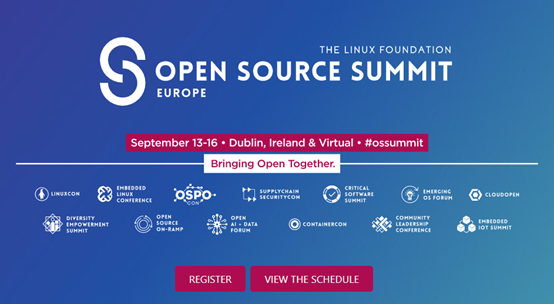 THE LINUX FOUNDATION
OPEN SOURCE SUMMIT
EUROPE
September 13-16 • Dublin, Ireland & Virtual • #ossummit
Bringing Open Together.
LINUXCON
EMBEDDED
LINUX
CONFERENCE
OSPO
CON
SUPPLYCHAIN
SECURITYCON
CRITICAL
SOFTWARE
SUMMIT
EMERGING
OS FORUM
CLOUDOPEN
DIVERSITY
EMPOWERMENT
SUMMIT
OPEN
SOURCE
ON-RAMP
OPEN
AI + DATA
FORUM
CONTAINERCON
COMMUNITY
LEADERSHIP
CONFERENCE
EMBEDDED
IOT SUMMIT
REGISTER
VIEW THE SCHEDULE